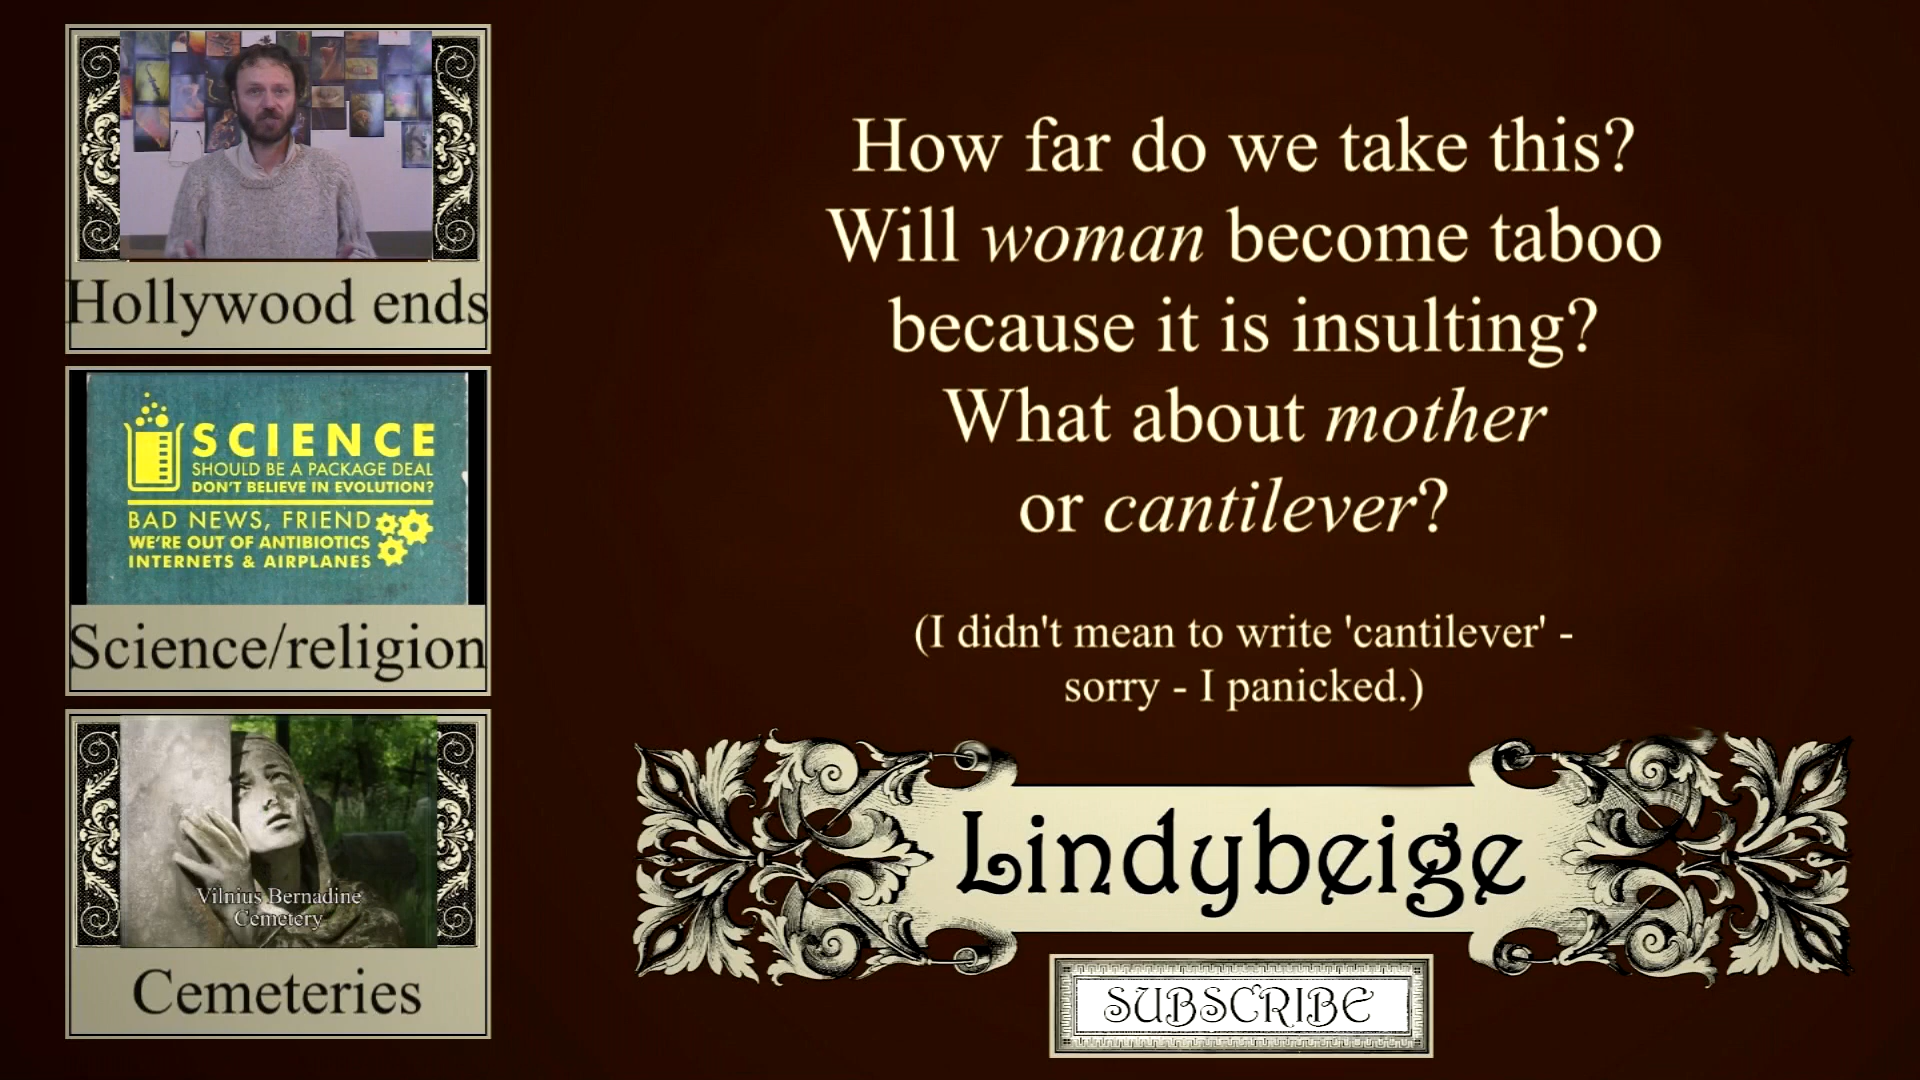 Hollywood ends
SCIENCE
SHOULD BE A PACKAGE DEAL
DON'T BELIEVE IN EVOLUTION?
BAD NEWS, FRIEND
WE'RE OUT OF ANTIBIOTICS
INTERNETS & AIRPLANES
Science/religion
Vilnius Bernadine
Cemetery
Cemeteries
How far do we take this?
Will woman become taboo
because it is insulting?
What about mother
or cantilever?
(I didn't mean to write 'cantilever' -
sorry - I panicked.)
Lindybeige
SUBSCRIBE